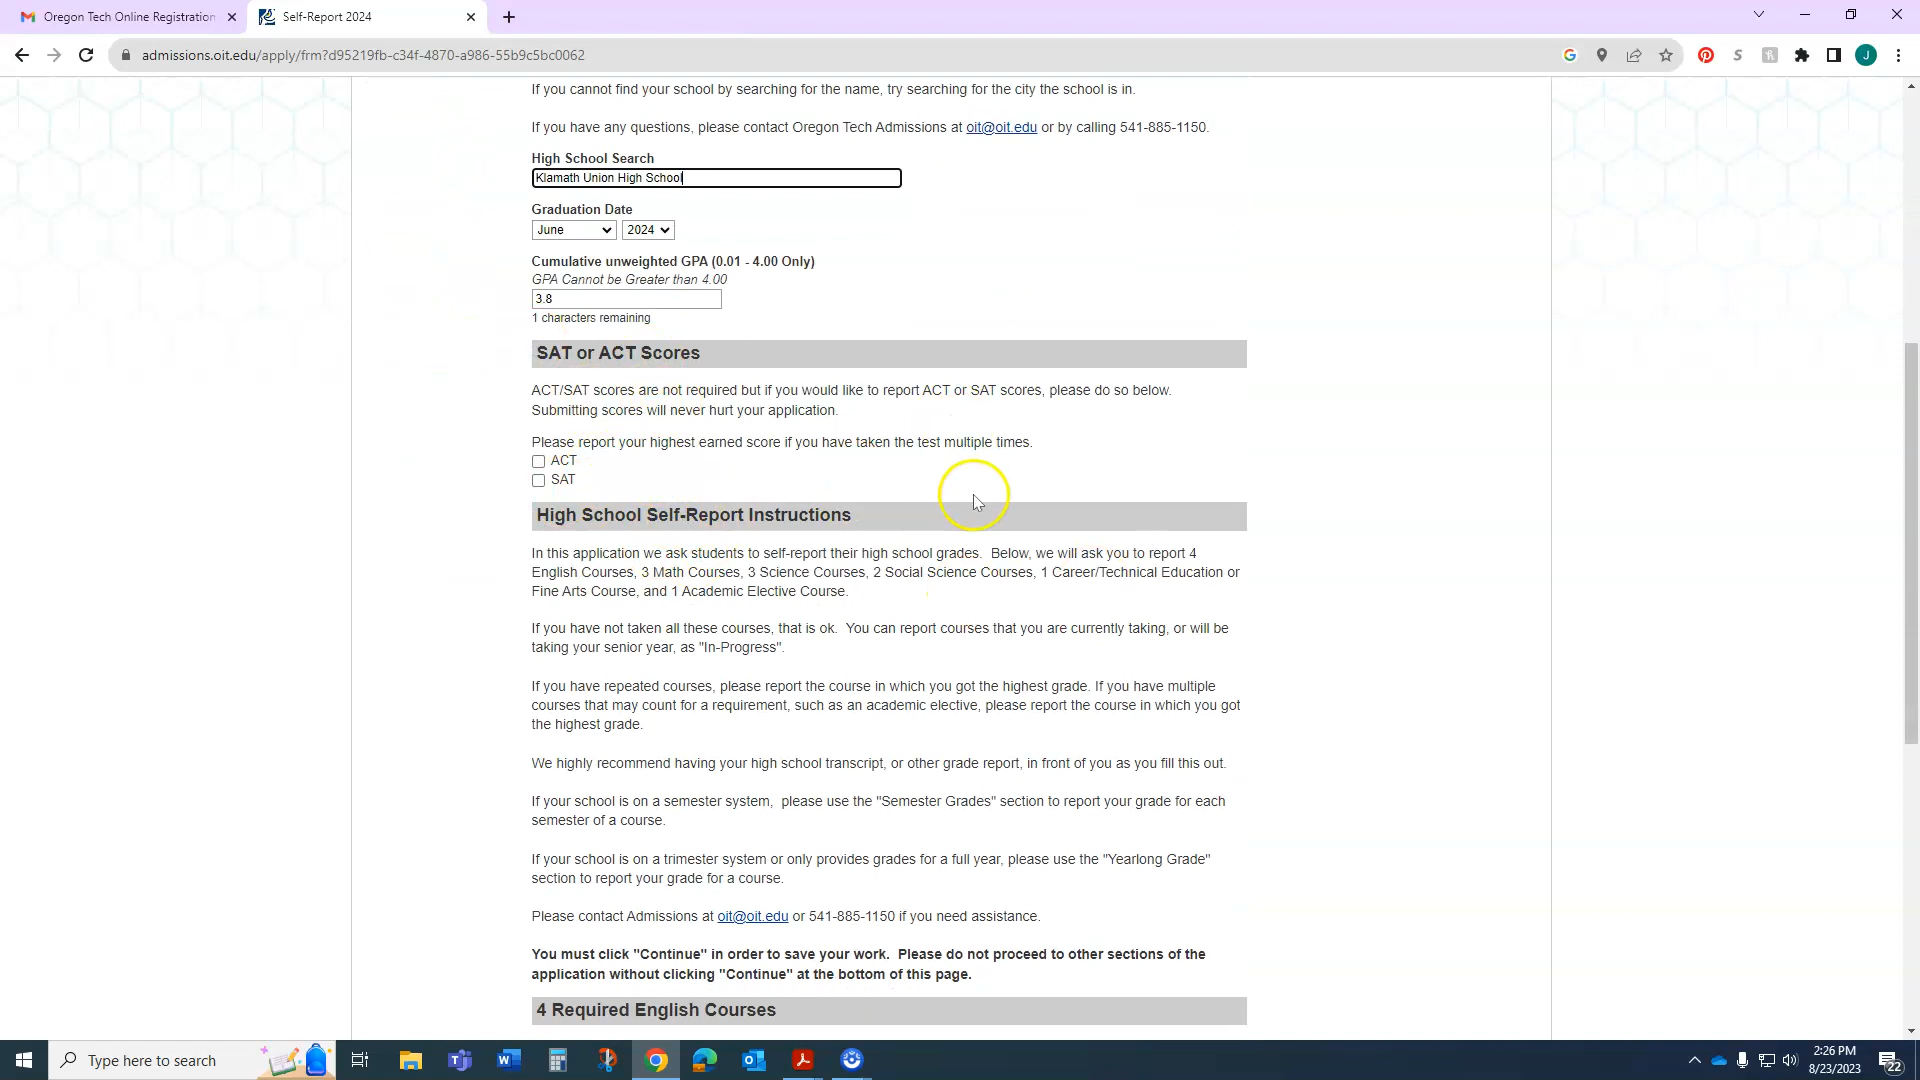 Oregon Tech Online Registration
Self-Report 2024
admissions.oit.edu/apply/frm?d95219fb-c34f-4870-a986-55b9c5bc0062
J
If you cannot find your school by searching for the name, try searching for the city the school is in.
If you have any questions, please contact Oregon Tech Admissions at oit@oit.edu or by calling 541-885-1150.
High School Search
Klamath Union High School
Graduation Date
June 2024
Cumulative unweighted GPA (0.01 - 4.00 Only)
GPA Cannot be Greater than 4.00
3.8
1 characters remaining
SAT or ACT Scores
ACT/SAT scores are not required but if you would like to report ACT or SAT scores, please do so below.
Submitting scores will never hurt your application.
Please report your highest earned score if you have taken the test multiple times.
ACT
SAT
High School Self-Report Instructions
In this application we ask students to self-report their high school grades.  Below, we will ask you to report 4
English Courses, 3 Math Courses, 3 Science Courses, 2 Social Science Courses, 1 Career/Technical Education or
Fine Arts Course, and 1 Academic Elective Course.
If you have not taken all these courses, that is ok.  You can report courses that you are currently taking, or will be
taking your senior year, as "In-Progress".
If you have repeated courses, please report the course in which you got the highest grade. If you have multiple
courses that may count for a requirement, such as an academic elective, please report the course in which you got
the highest grade.
We highly recommend having your high school transcript, or other grade report, in front of you as you fill this out.
If your school is on a semester system,  please use the "Semester Grades" section to report your grade for each
semester of a course.
If your school is on a trimester system or only provides grades for a full year, please use the "Yearlong Grade"
section to report your grade for a course.
Please contact Admissions at oit@oit.edu or 541-885-1150 if you need assistance.
You must click "Continue" in order to save your work.  Please do not proceed to other sections of the
application without clicking "Continue" at the bottom of this page.
4 Required English Courses
Type here to search
2:26 PM
8/23/2023
22